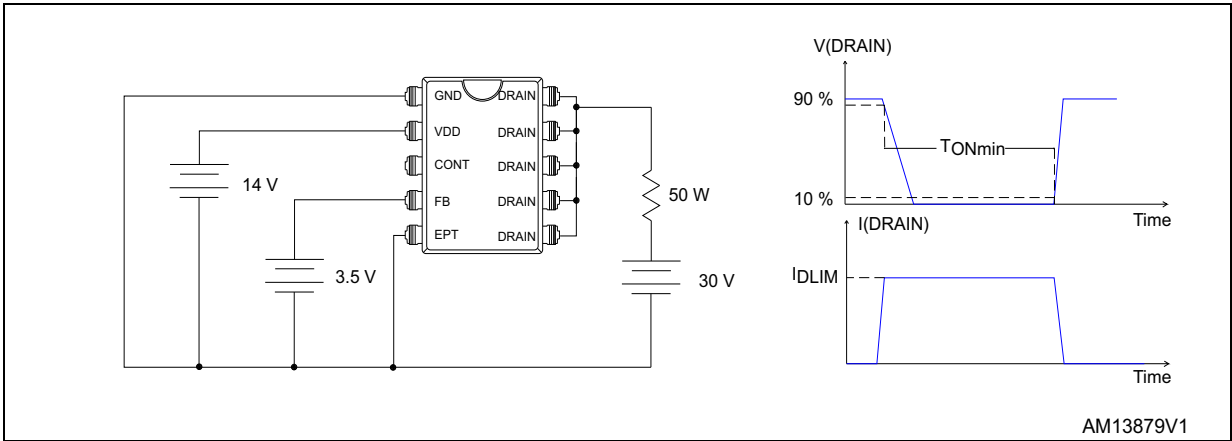 GND DRAIN
VDD DRAIN
CONT DRAIN
FB DRAIN
EPT DRAIN
14 V
3.5 V
50 W
30 V
V(DRAIN)
90 %
TONmin
10 %
Time
I(DRAIN)
IDLIM
Time
AM13879V1